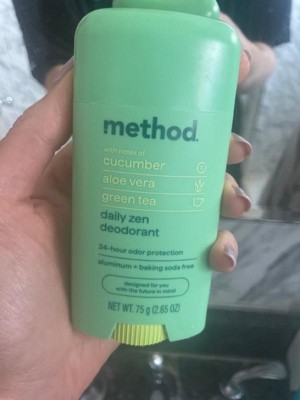 method.
with notes of
cucumber
aloe vera
green tea
daily zen
deodorant
24-hour odor protection
aluminum + baking soda free
designed for you
with the future in mind
NET WT. 75 g (2.65 OZ)